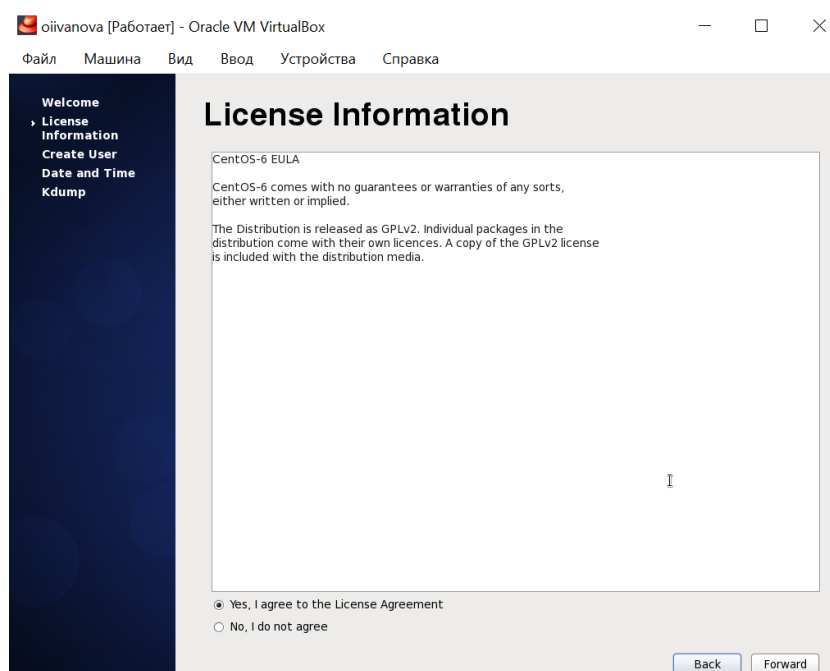 oiivanova [Работает] - Oracle VM VirtualBox
Файл Машина Вид Ввод Устройства Справка
Welcome
License
Information
Create User
Date and Time
Kdump
License Information
CentOS-6 EULA
CentOS-6 comes with no guarantees or warranties of any sorts,
either written or implied.
The Distribution is released as GPLv2. Individual packages in the
distribution come with their own licences. A copy of the GPLv2 license
is included with the distribution media.
Yes, I agree to the License Agreement
No, I do not agree
Back Forward